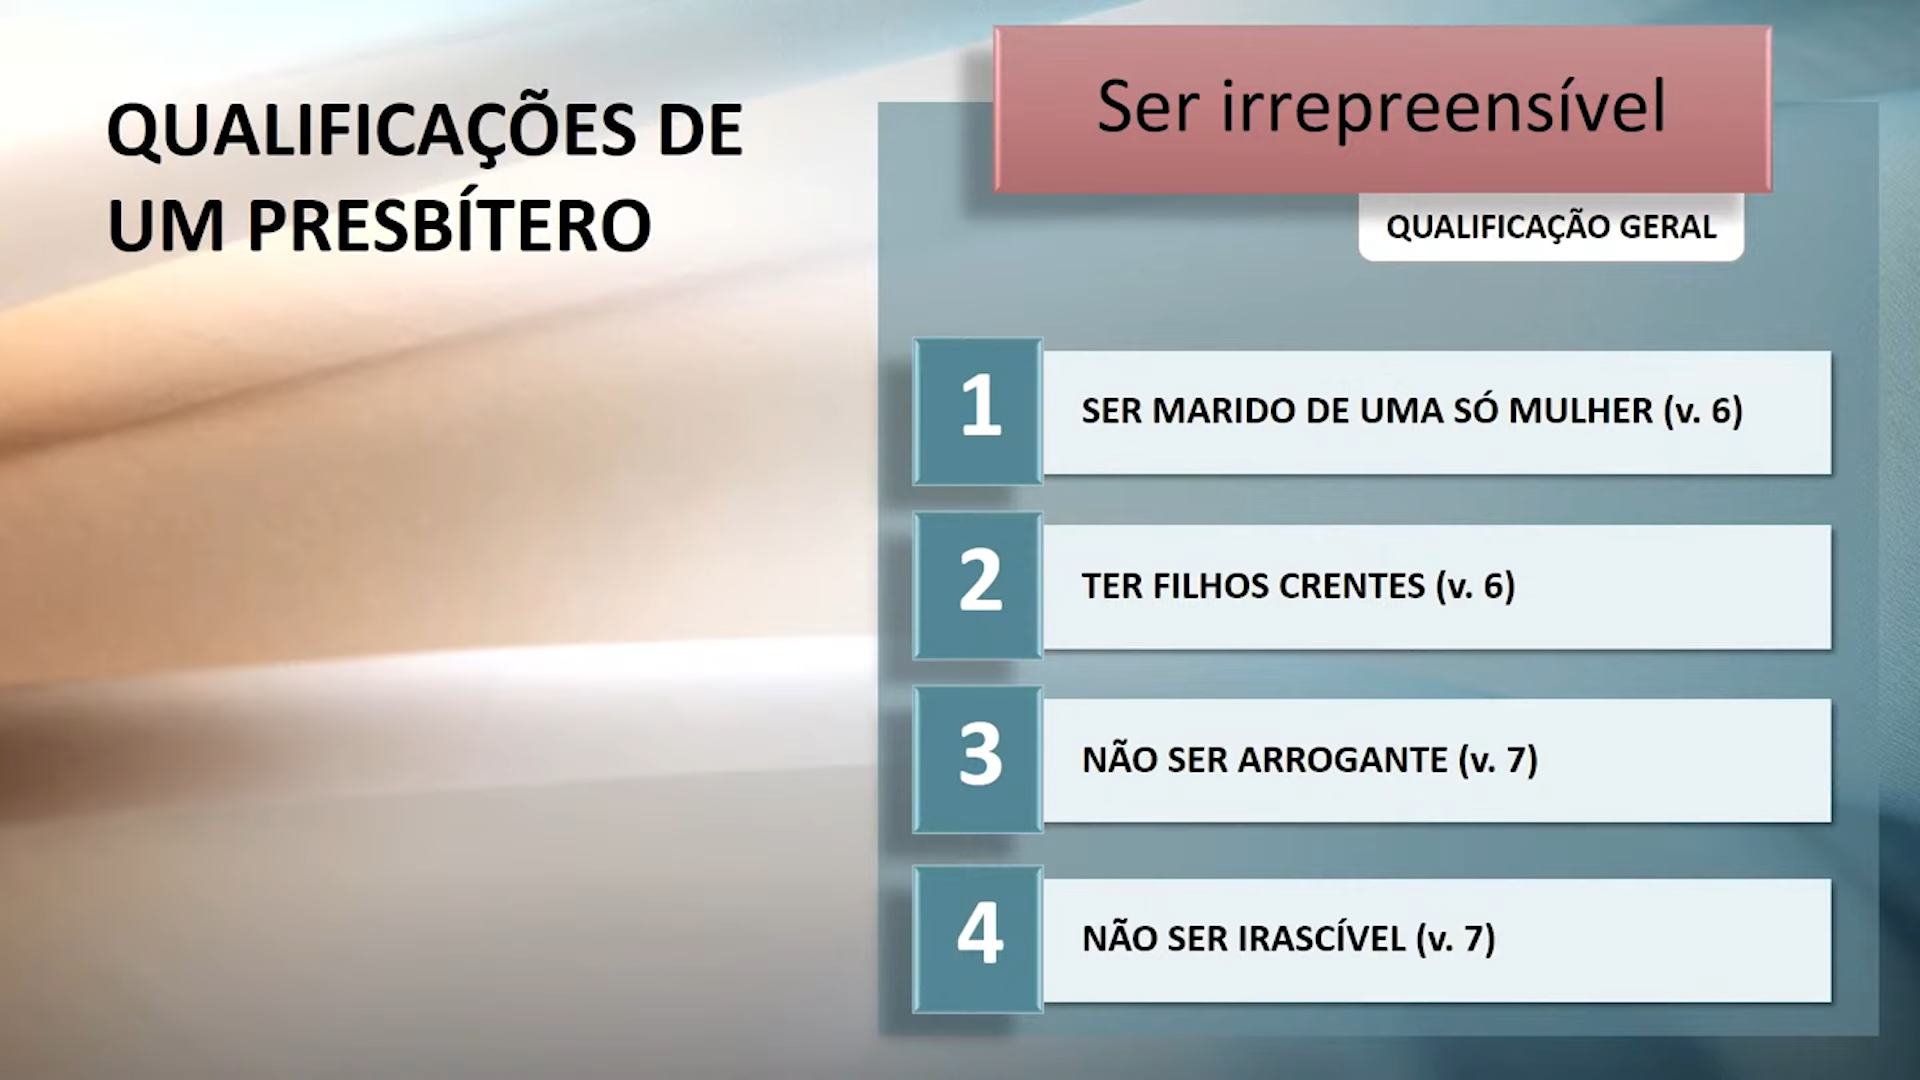 QUALIFICAÇÕES DE
UM PRESBÍTERO
Ser irrepreensível
QUALIFICAÇÃO GERAL
1 SER MARIDO DE UMA SÓ MULHER (v. 6)
2 TER FILHOS CRENTES (v. 6)
3 NÃO SER ARROGANTE (v. 7)
4 NÃO SER IRASCÍVEL (v. 7)